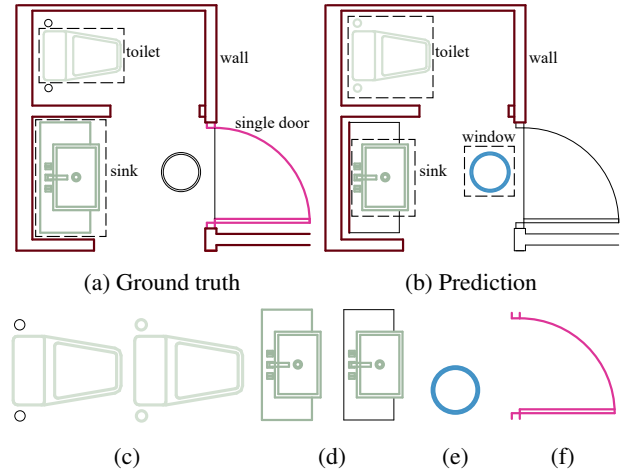 toilet
wall
single door
sink
toilet
wall
window
sink
(a) Ground truth
(b) Prediction
(c)
(d)
(e)
(f)